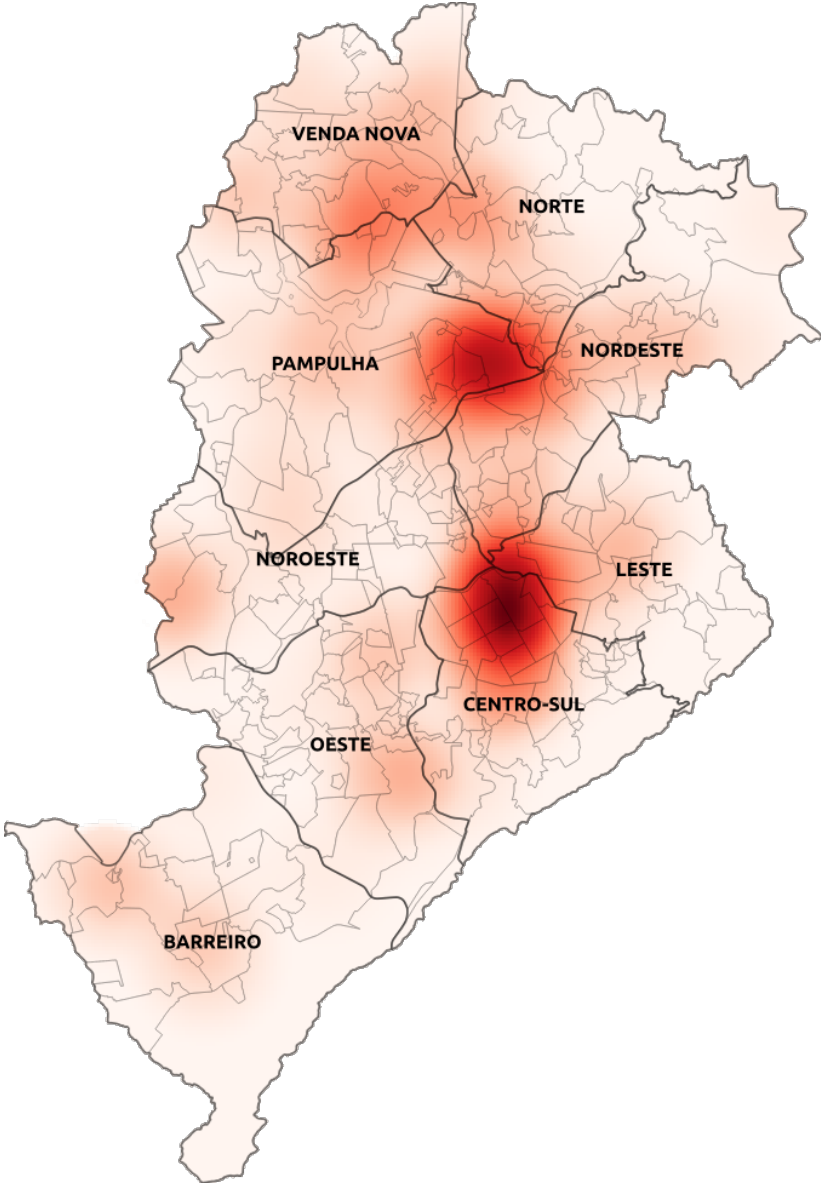 VENDA NOVA
NORTE
NORDESTE
PAMPULHA
NOROESTE
LESTE
CENTRO-SUL
OESTE
BARREIRO